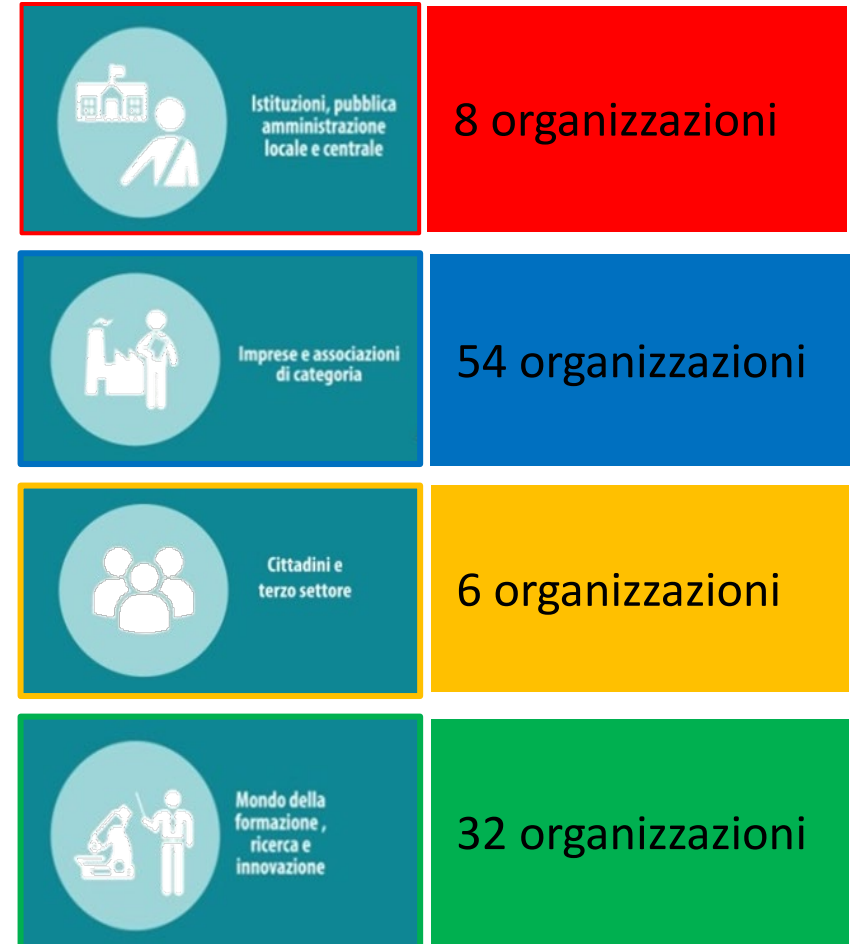 Istituzioni, pubblica
amministrazione
locale e centrale
8 organizzazioni
Imprese e associazioni
di categoria
54 organizzazioni
Cittadini e
terzo settore
6 organizzazioni
Mondo della
formazione ,
ricerca e
innovazione
32 organizzazioni